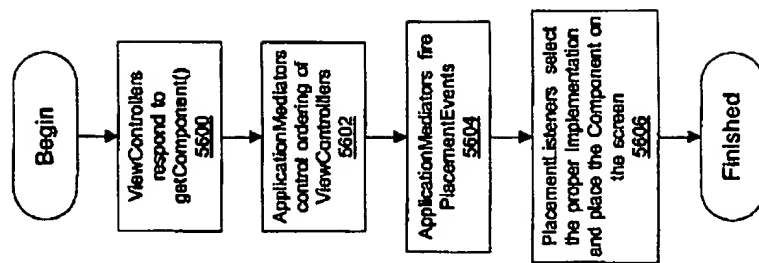 Begin
ViewControllers
respond to
getComponent()
5600
ApplicationMediators
control ordering of
ViewControllers
5602
ApplicationMediators fire
PlacementEvents
5604
PlacementListeners select
the proper Implementation
and place the Component on
the screen
5606
Finished